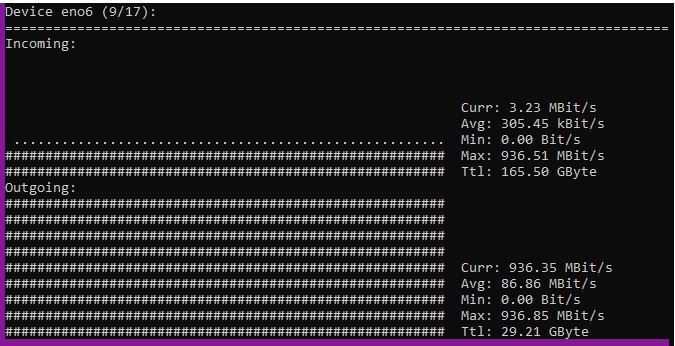 Device eno6 (9/17):
===================================================================================
Incoming:
Curr: 3.23 MBit/s
Avg: 305.45 kBit/s
...................................................... Min: 0.00 Bit/s
####################################################### Max: 936.51 MBit/s
####################################################### Ttl: 165.50 GByte
Outgoing:
#######################################################
#######################################################
#######################################################
#######################################################
####################################################### Curr: 936.35 MBit/s
####################################################### Avg: 86.86 MBit/s
####################################################### Min: 0.00 Bit/s
####################################################### Max: 936.85 MBit/s
####################################################### Ttl: 29.21 GByte